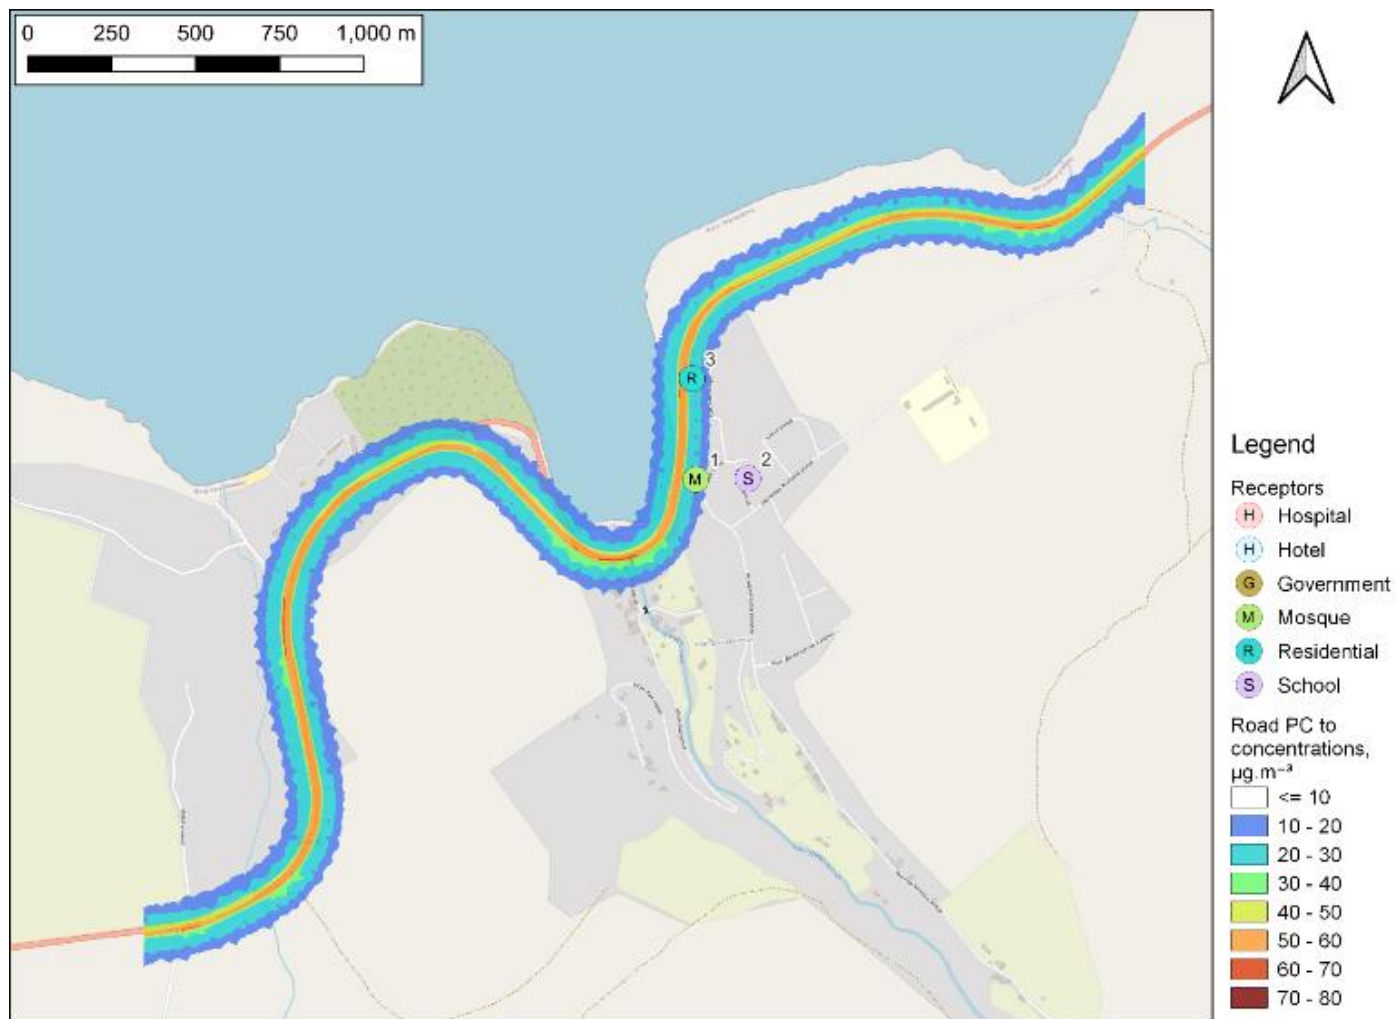 0 250 500 750 1,000 m
3
R
1
2
M
S
Legend
Receptors
H Hospital
H Hotel
G Government
M Mosque
R Residential
S School
Road PC to
concentrations,
µg.m⁻³
<= 10
10 - 20
20 - 30
30 - 40
40 - 50
50 - 60
60 - 70
70 - 80